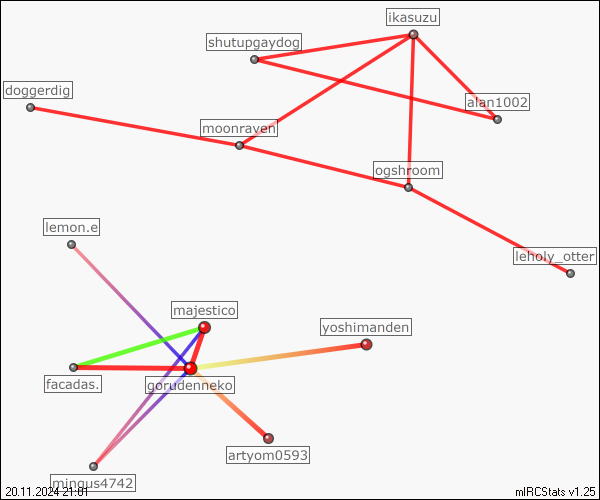 ikasuzu
shutupgaydog
doggerdig
alan1002
moonraven
ogshroom
lemon.e
leholy_otter
majestico
yoshimanden
facadas.
gorudenneko
artyom0593
mingus4742
20.11.2024 21:01
mIRCStats v1.25